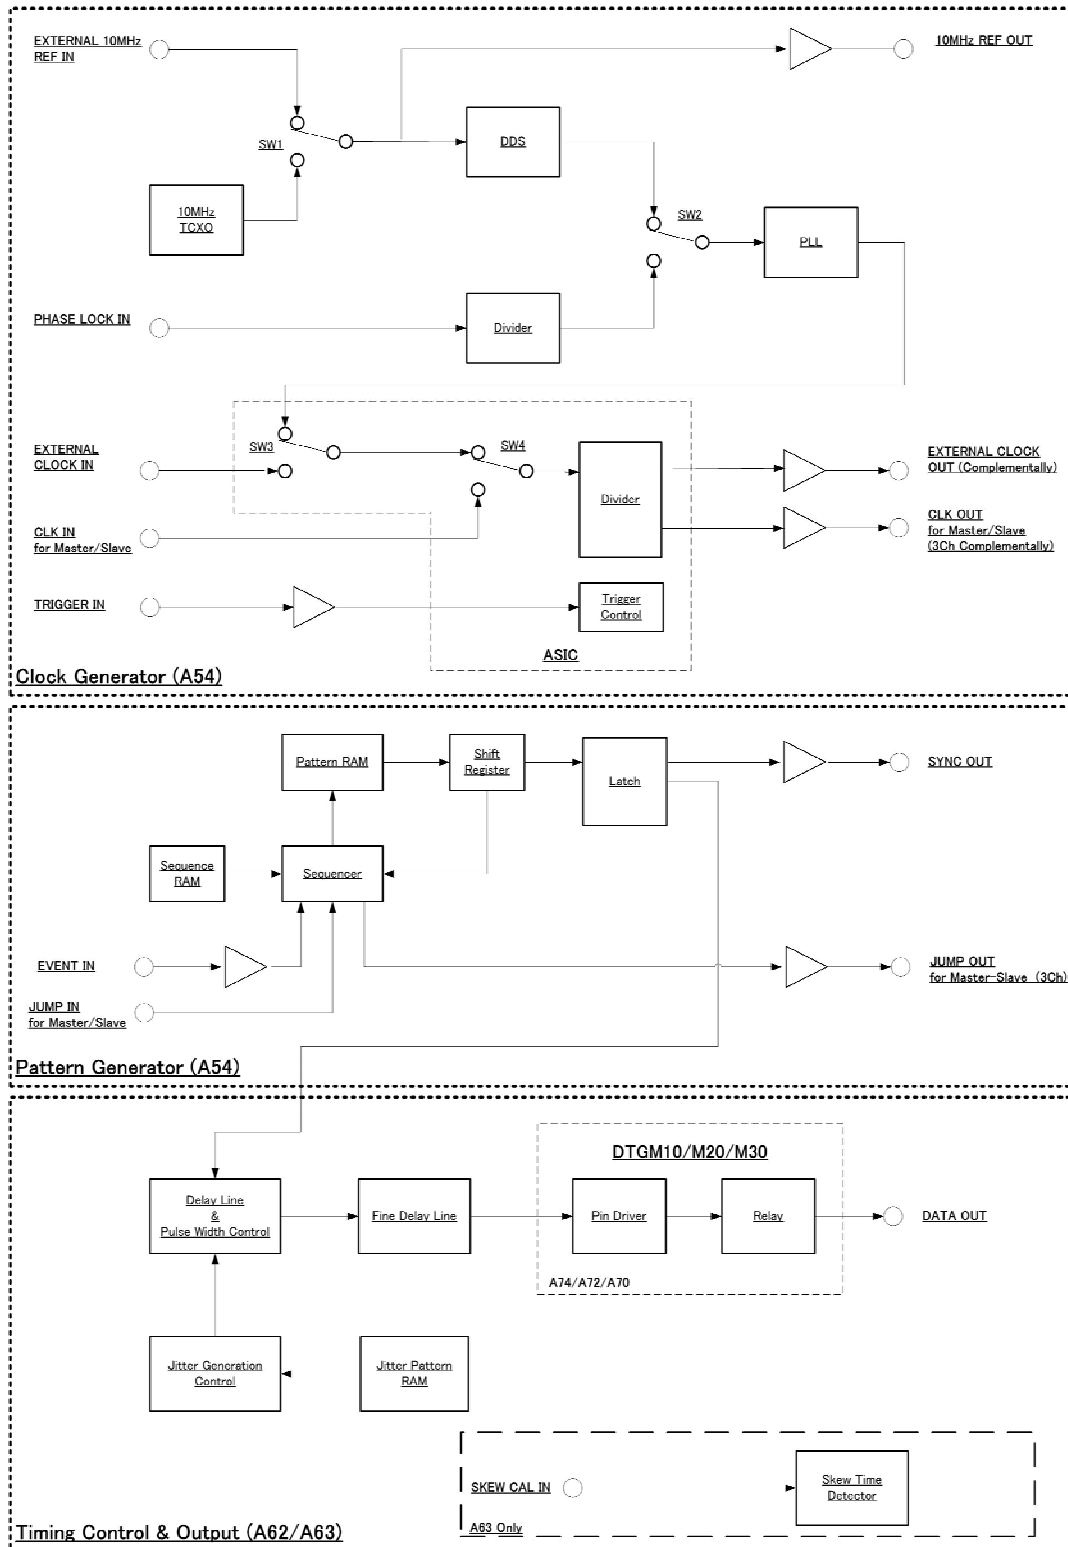 EXTERNAL 10MHz
REF IN
10MHz REF OUT
SW1
DDS
10MHz
TCXO
SW2
PLL
PHASE LOCK IN
Divider
EXTERNAL
CLOCK IN
SW3
SW4
EXTERNAL CLOCK
OUT (Complementally)
Divider
CLK IN
for Master/Slave
CLK OUT
for Master/Slave
(3Ch Complementally)
TRIGGER IN
Trigger
Control
ASIC
Clock Generator (A54)
Pattern RAM
Shift
Register
Latch
SYNC OUT
Sequence
RAM
Sequencer
EVENT IN
JUMP OUT
for Master-Slave (3Ch)
JUMP IN
for Master/Slave
Pattern Generator (A54)
DTGM10/M20/M30
Delay Line
&
Pulse Width Control
Fine Delay Line
Pin Driver
Relay
DATA OUT
A74/A72/A70
Jitter Generation
Control
Jitter Pattern
RAM
SKEW CAL IN
Skew Time
Detector
A63 Only
Timing Control & Output (A62/A63)